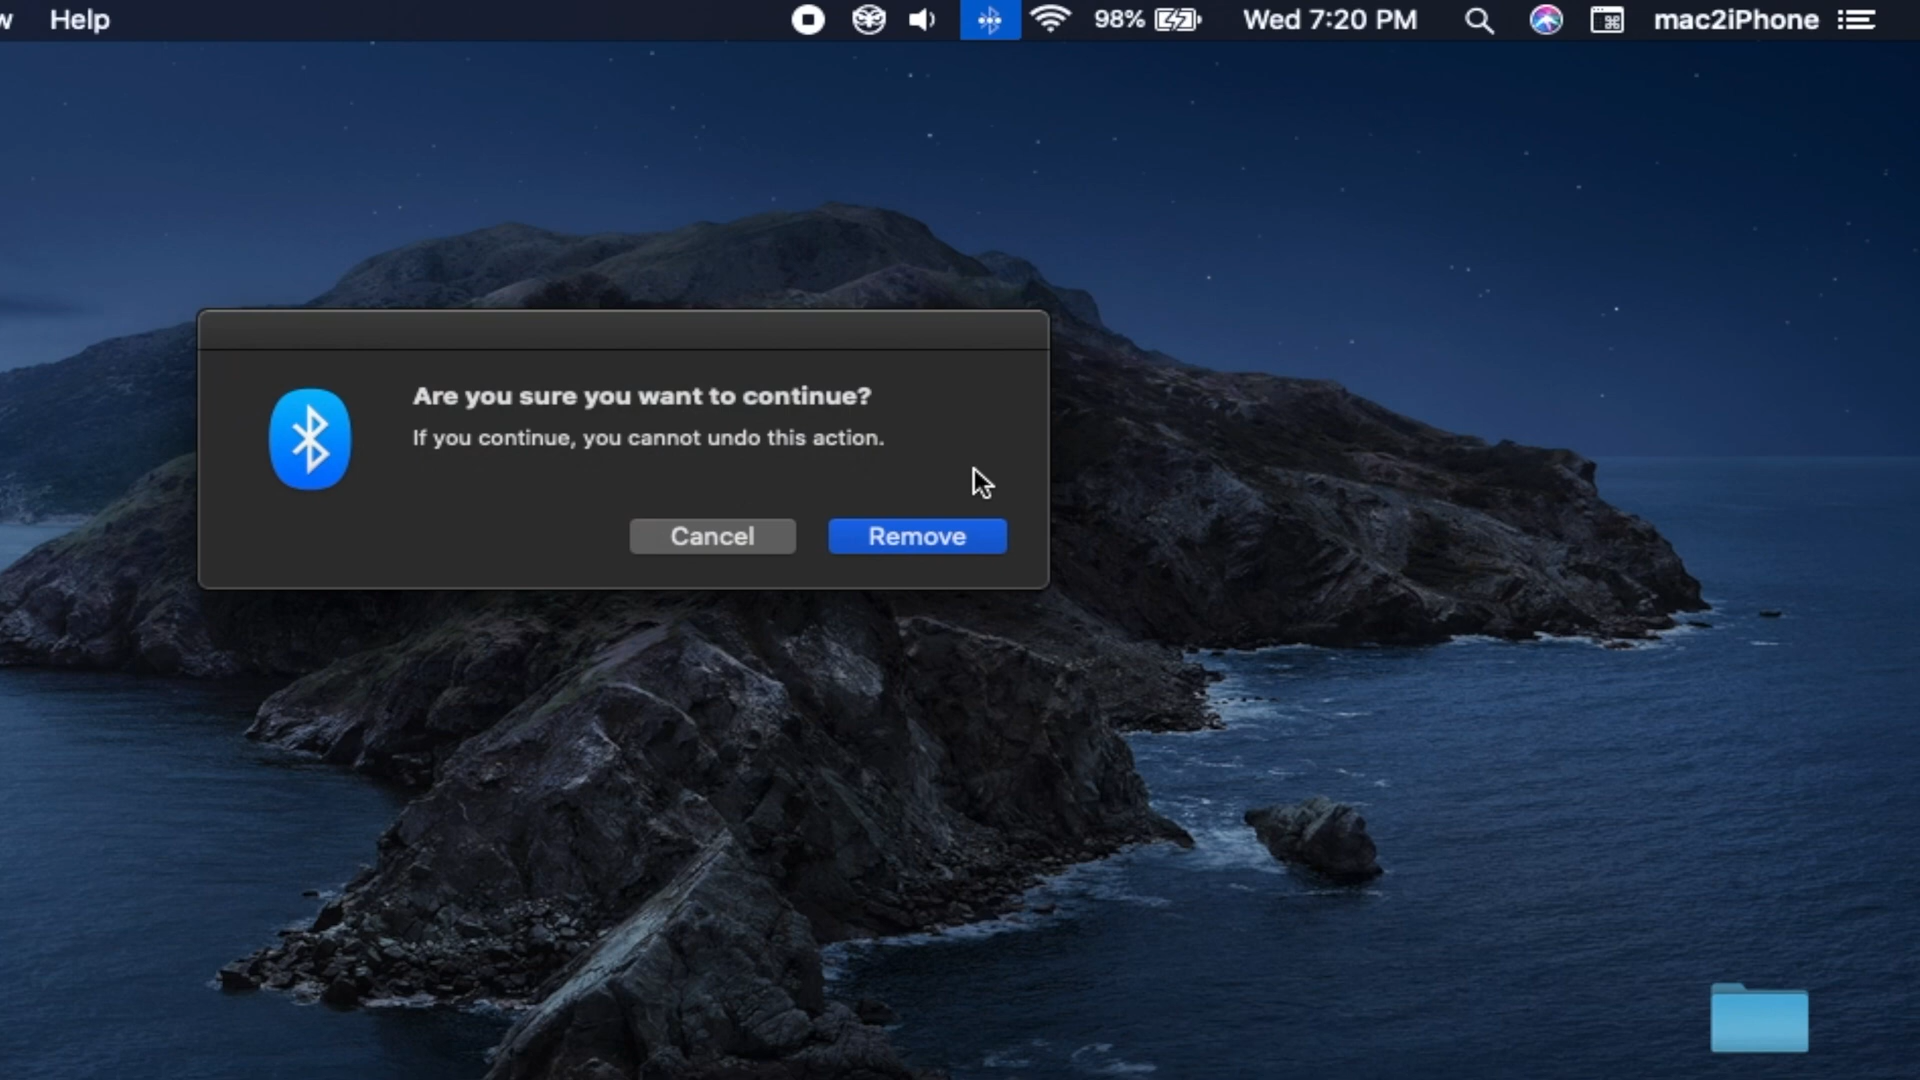 w Help 98% Wed 7:20 PM mac2iPhone
Are you sure you want to continue?
If you continue, you cannot undo this action.
Cancel Remove